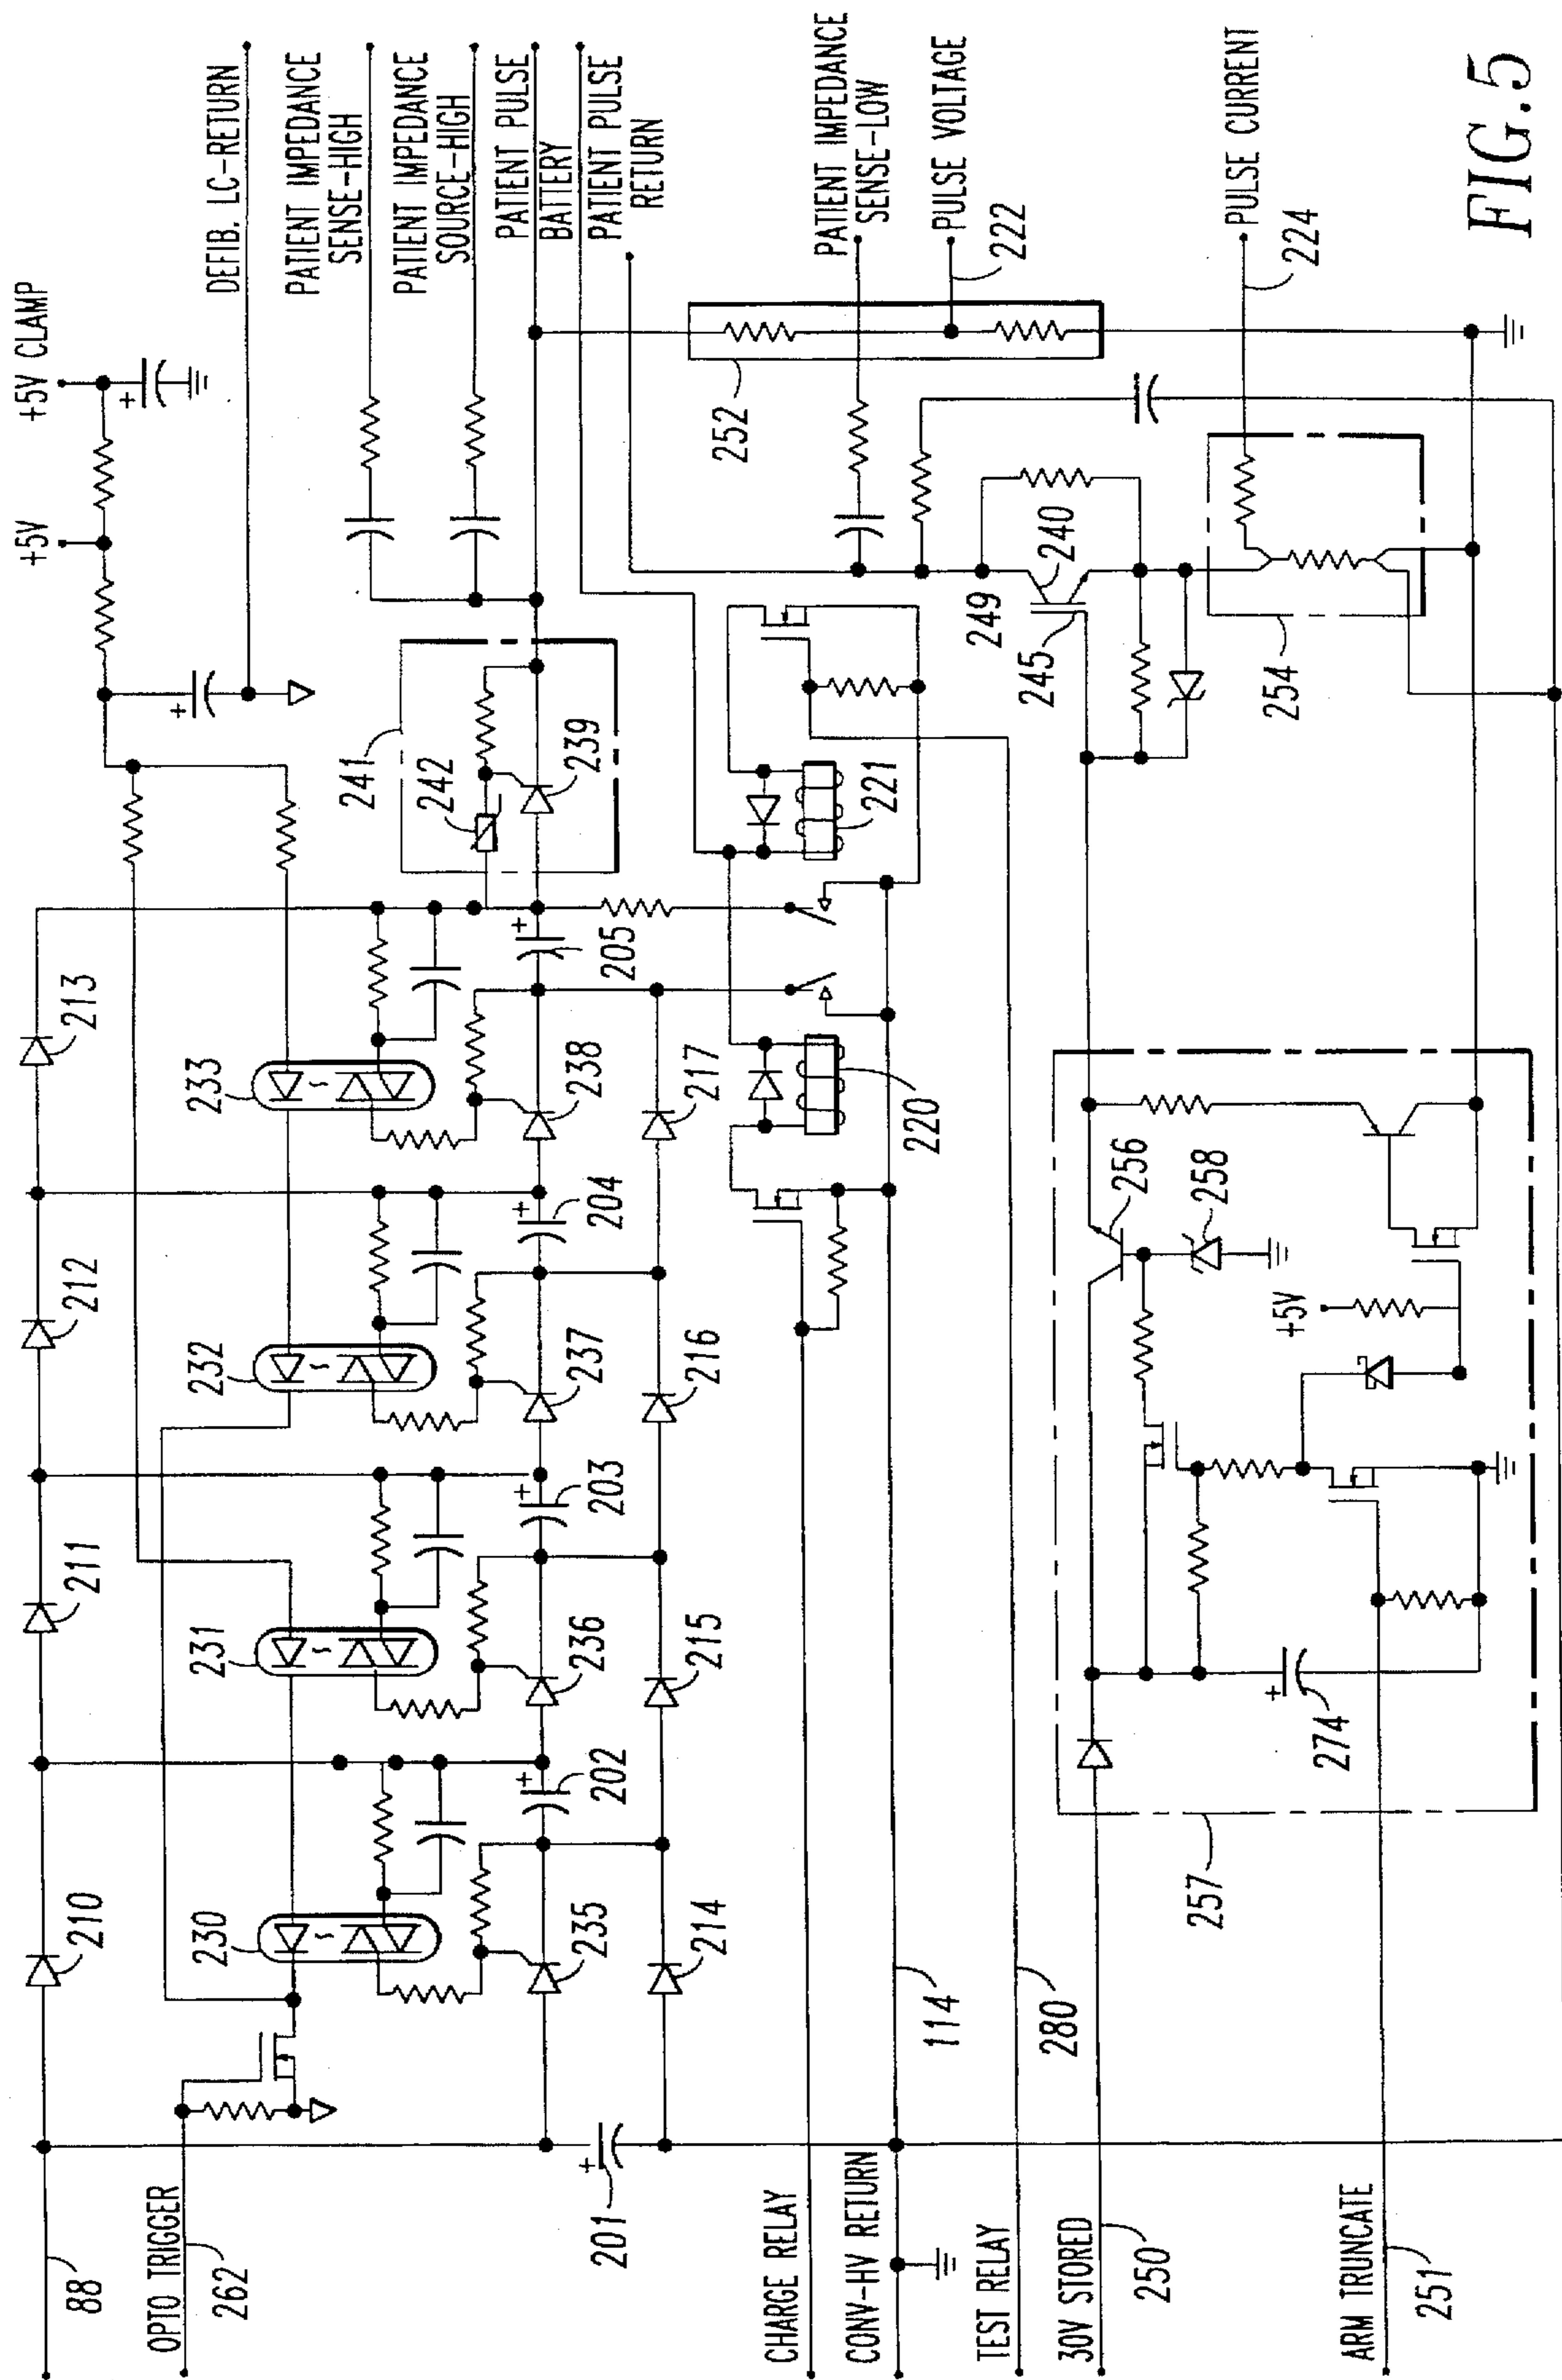 +5V CLAMP
+5V
DEFIB. LC-RETURN
PATIENT IMPEDANCE
SENSE-HIGH
PATIENT IMPEDANCE
SOURCE-HIGH
PATIENT PULSE
BATTERY
PATIENT PULSE
RETURN
PATIENT IMPEDANCE
SENSE-LOW
PULSE VOLTAGE
222
PULSE CURRENT
224
FIG.5
241
242
239
252
213
233
212
232
211
231
210
230
88
OPTO TRIGGER
262
+
205
238
217
+
204
237
216
+
203
236
215
+
202
235
214
+
201
221
220
249
240
245
254
CHARGE RELAY
CONV-HV RETURN
114
TEST RELAY
280
30V STORED
250
ARM TRUNCATE
251
257
256
258
+5V
+
274
+
+